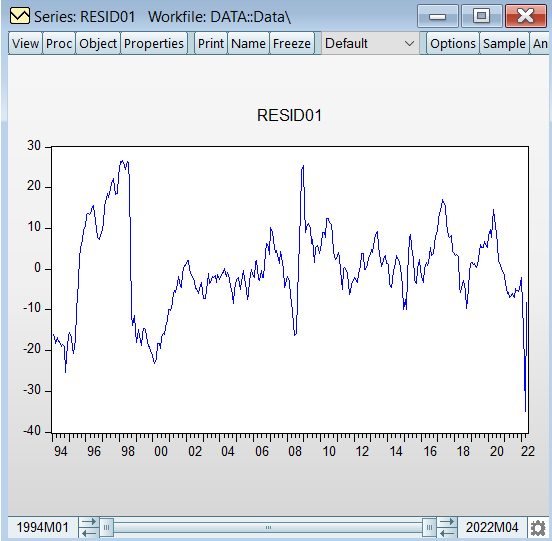 Series: RESID01 Workfile: DATA::Data\
View Proc Object Properties Print Name Freeze Default Options Sample An
RESID01
30
20
10
0
-10
-20
-30
-40
94 96 98 00 02 04 06 08 10 12 14 16 18 20 22
1994M01 2022M04